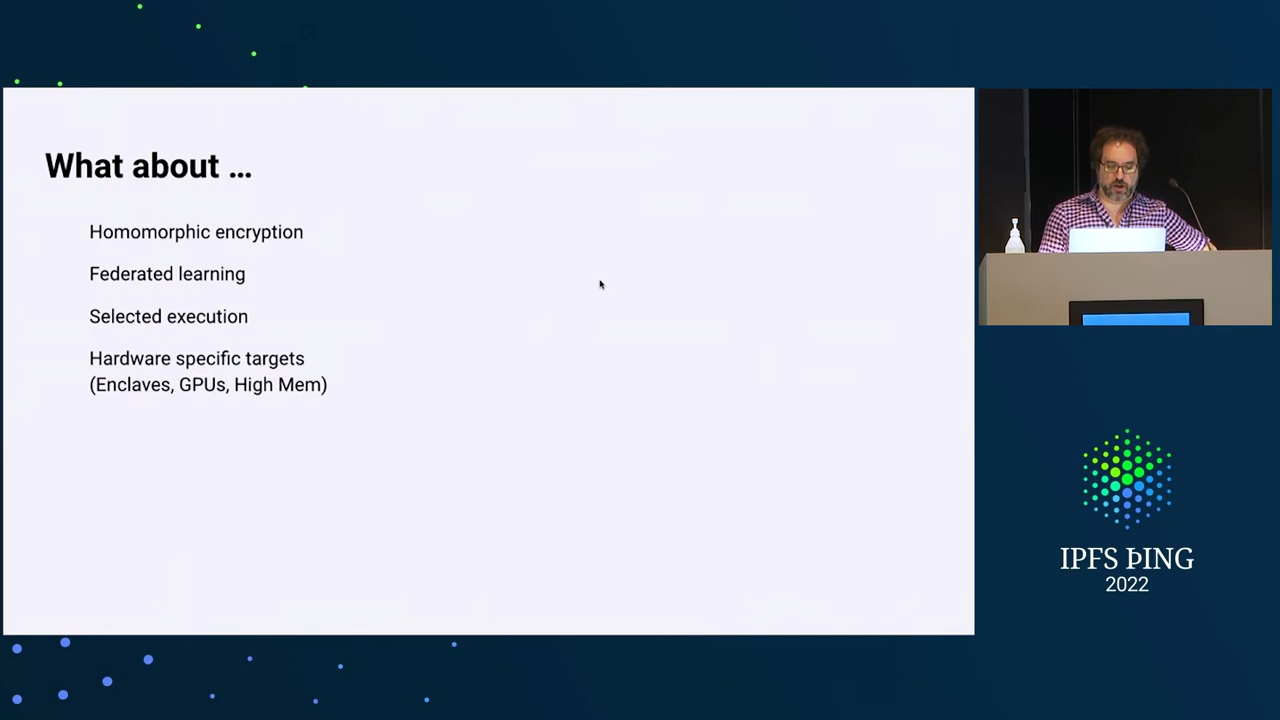 What about ...
Homomorphic encryption
Federated learning
Selected execution
Hardware specific targets
(Enclaves, GPUs, High Mem)
IPFS ÞING
2022